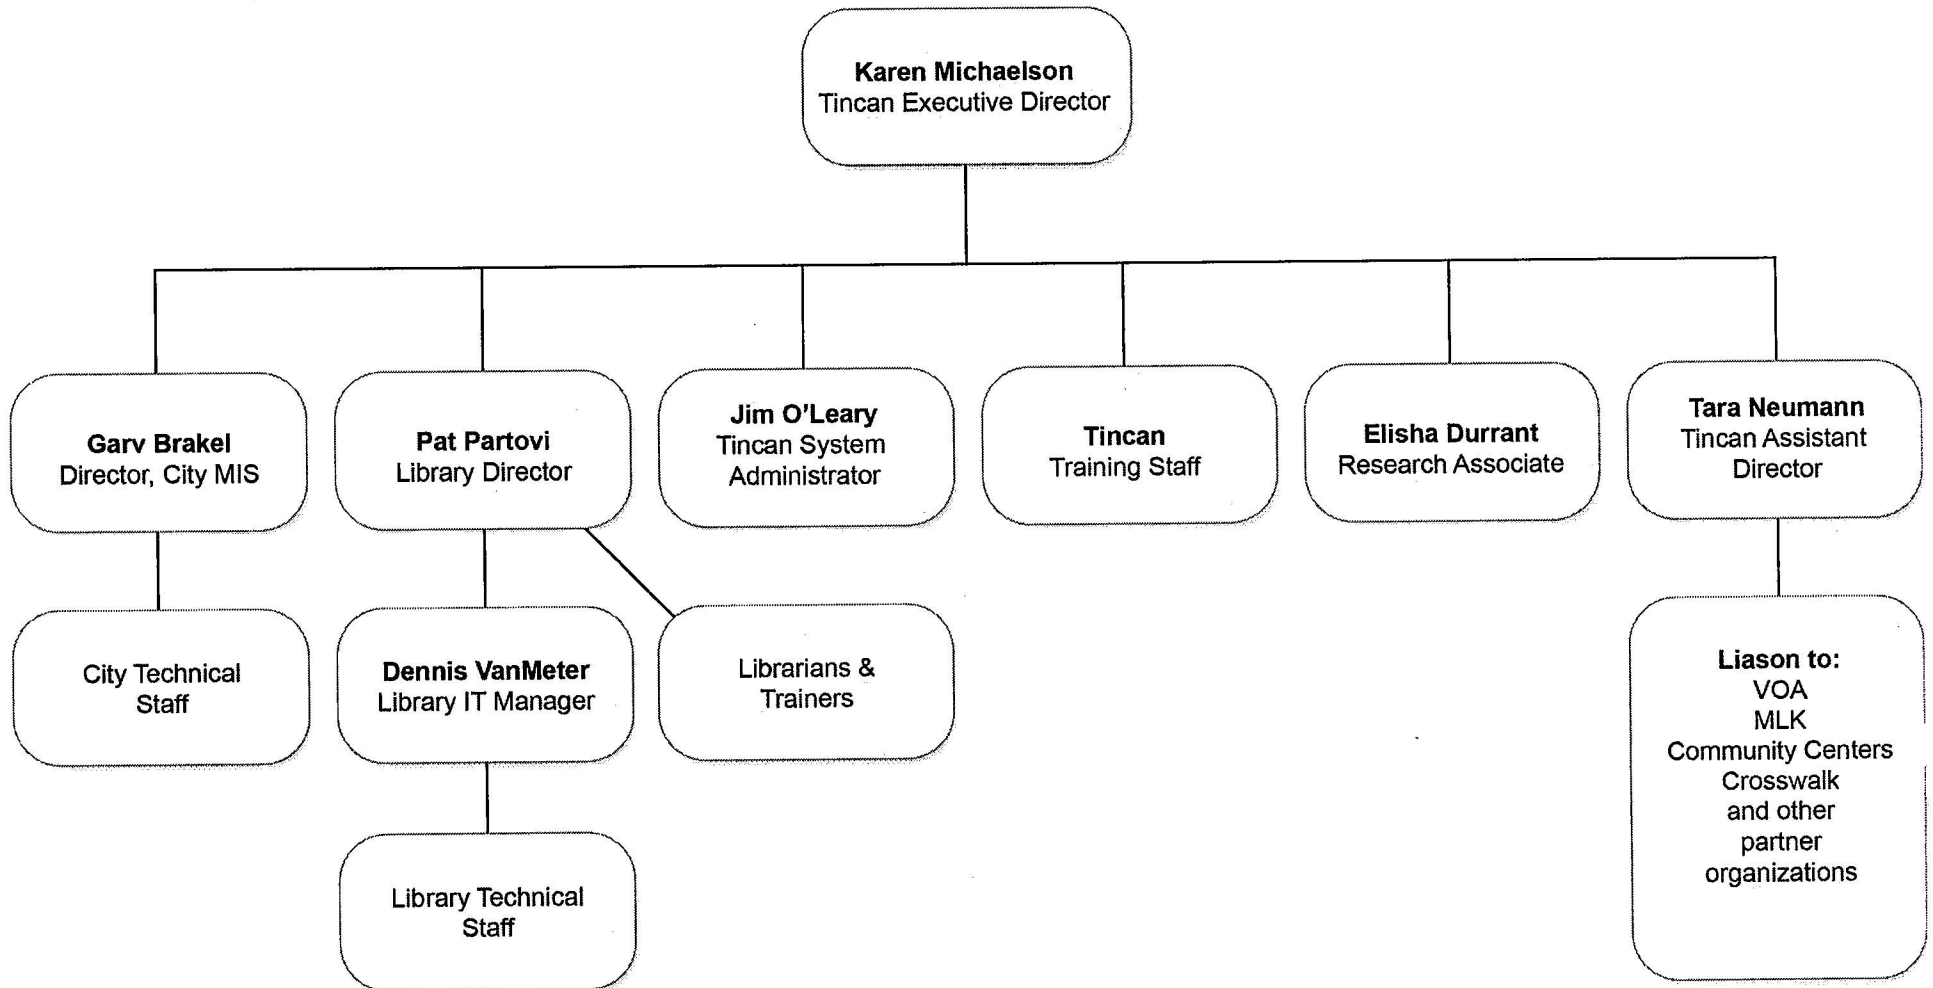 Karen Michaelson
Tincan Executive Director
Garv Brakel
Director, City MIS
Pat Partovi
Library Director
Jim O'Leary
Tincan System
Administrator
Tincan
Training Staff
Elisha Durrant
Research Associate
Tara Neumann
Tincan Assistant
Director
City Technical
Staff
Dennis VanMeter
Library IT Manager
Librarians &
Trainers
Liason to:
VOA
MLK
Community Centers
Crosswalk
and other
partner
organizations
Library Technical
Staff